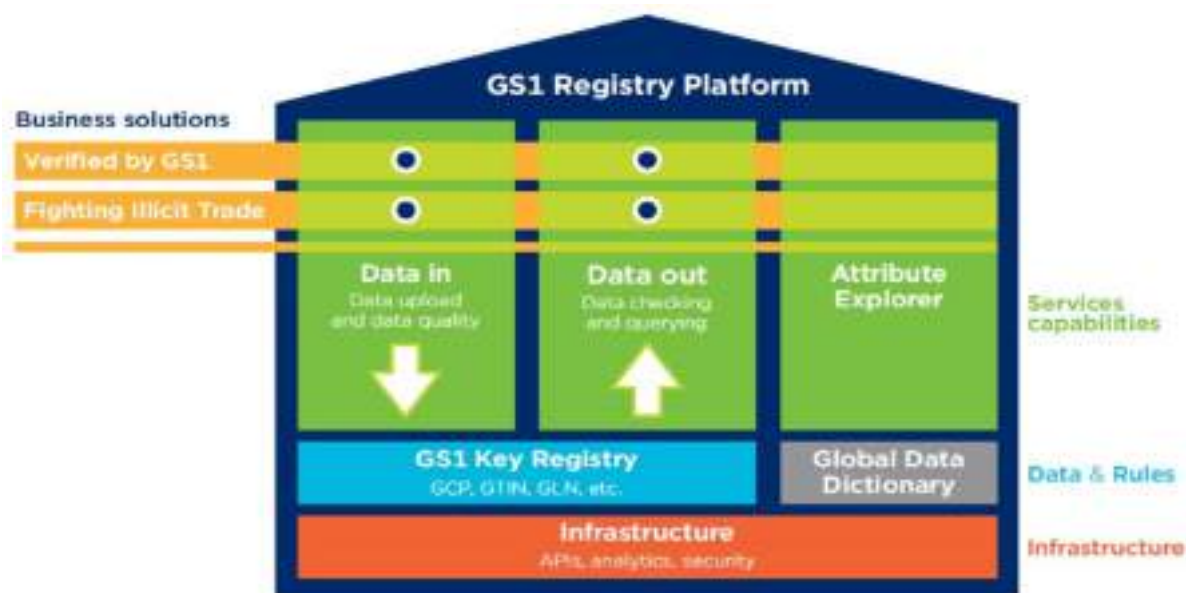 GS1 Registry Platform
Business solutions
Verified by GS1
Fighting Illicit Trade
Data in
Data upload
and data quality
Data out
Data checking
and querying
Attribute
Explorer
Services
capabilities
GS1 Key Registry
GCP, GTIN, GLN, etc.
Global Data
Dictionary
Data & Rules
Infrastructure
APIs, analytics, security
Infrastructure